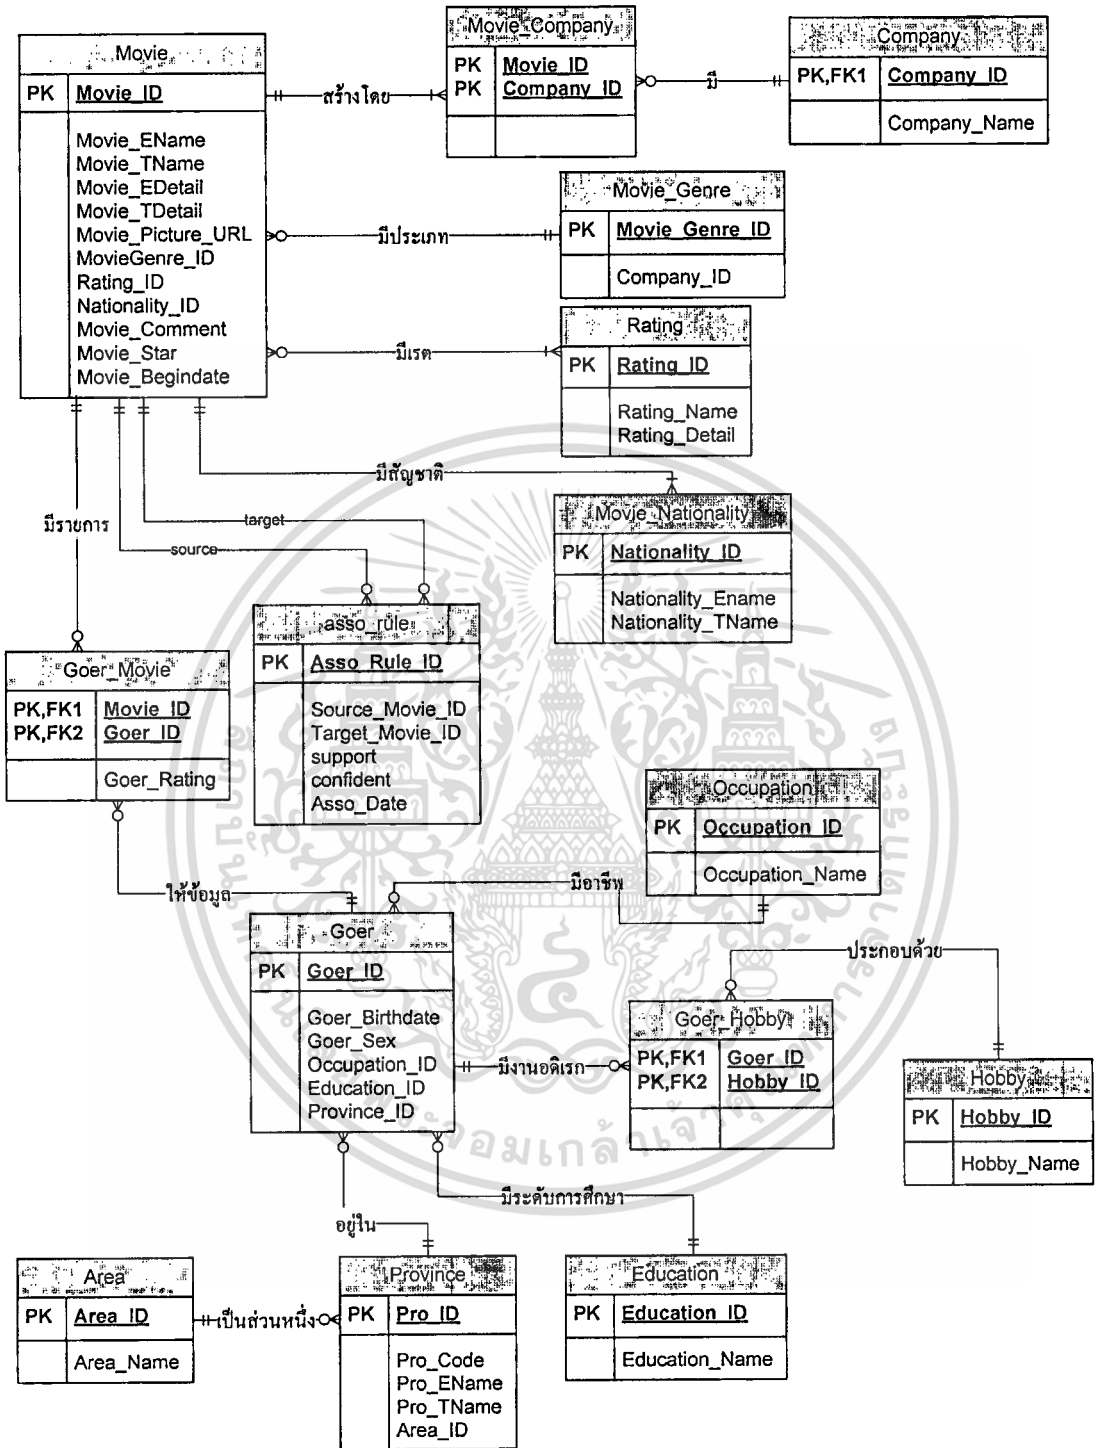 Movie
PK Movie_ID
Movie_EName
Movie_TName
Movie_EDetail
Movie_TDetail
Movie_Picture_URL
MovieGenre_ID
Rating_ID
Nationality_ID
Movie_Comment
Movie_Star
Movie_Begindate
สร้างโดย
Movie_Company
PK Movie_ID
PK Company_ID
มี
Company
PK,FK1 Company_ID
Company_Name
มีประเภท
Movie_Genre
PK Movie_Genre_ID
Company_ID
มีเรต
Rating
PK Rating_ID
Rating_Name
Rating_Detail
มีสัญชาติ
Movie_Nationality
PK Nationality_ID
Nationality_Ename
Nationality_TName
มีรายการ
target
source
asso_rule
PK Asso_Rule_ID
Source_Movie_ID
Target_Movie_ID
support
confident
Asso_Date
Goer_Movie
PK,FK1 Movie_ID
PK,FK2 Goer_ID
Goer_Rating
ให้ข้อมูล
มีอาชีพ
Occupation
PK Occupation_ID
Occupation_Name
Goer
PK Goer_ID
Goer_Birthdate
Goer_Sex
Occupation_ID
Education_ID
Province_ID
มีงานอดิเรก
ประกอบด้วย
Goer_Hobby
PK,FK1 Goer_ID
PK,FK2 Hobby_ID
Hobby
PK Hobby_ID
Hobby_Name
มีระดับการศึกษา
อยู่ใน
Area
PK Area_ID
Area_Name
เป็นส่วนหนึ่ง
Province
PK Pro_ID
Pro_Code
Pro_EName
Pro_TName
Area_ID
Education
PK Education_ID
Education_Name